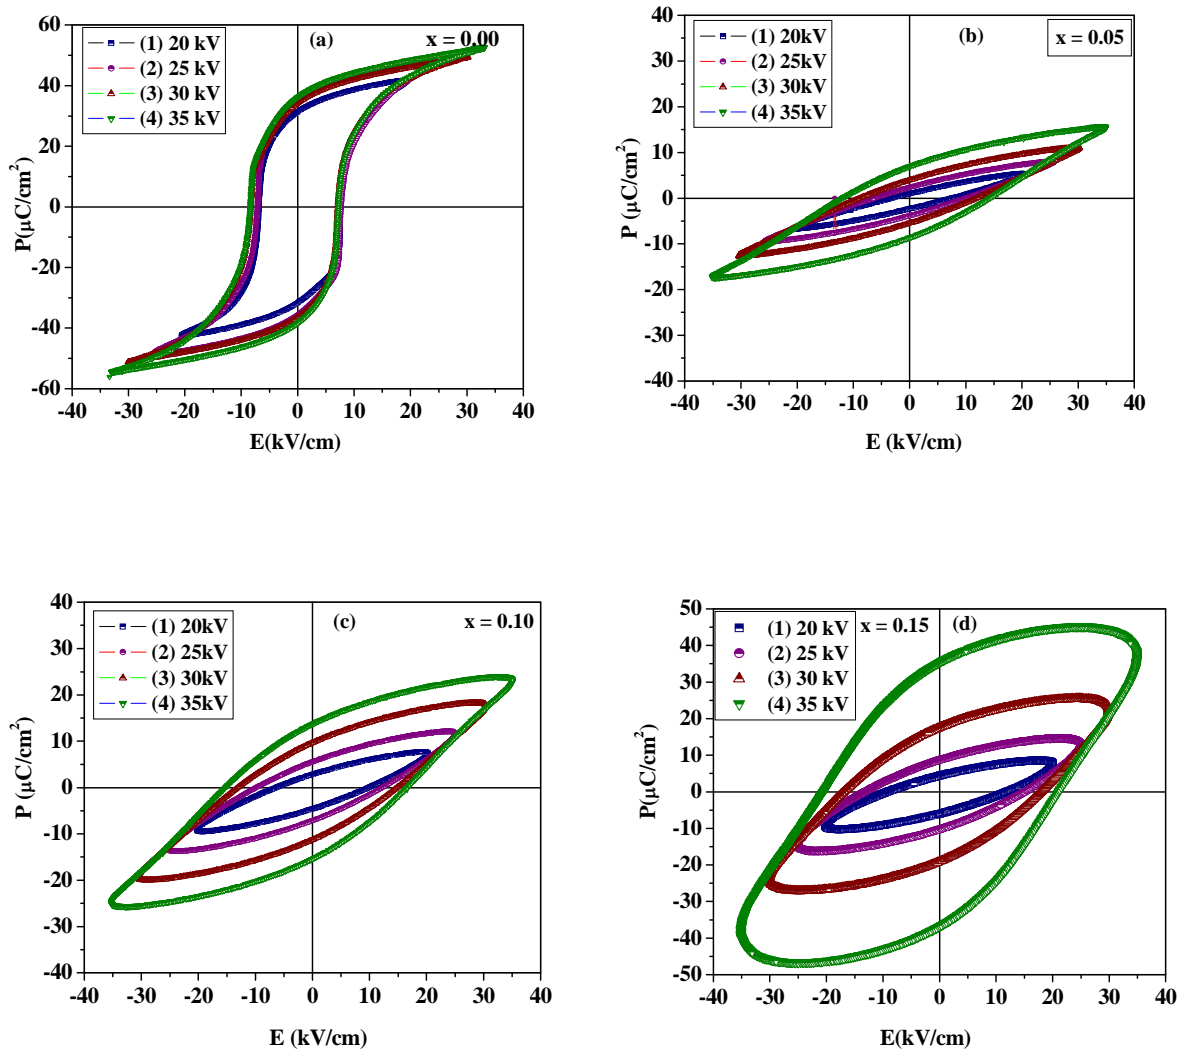 (a)
x = 0.00
(1) 20 kV
(2) 25 kV
(3) 30 kV
(4) 35 kV
60
40
20
0
-20
-40
-60
P(μC/cm²)
-40 -30 -20 -10 0 10 20 30 40
E(kV/cm)
(b)
x = 0.05
(1) 20kV
(2) 25kV
(3) 30kV
(4) 35kV
40
30
20
10
0
-10
-20
-30
-40
P (μC/cm²)
-40 -30 -20 -10 0 10 20 30 40
E (kV/cm)
(c)
x = 0.10
(1) 20kV
(2) 25kV
(3) 30kV
(4) 35kV
40
30
20
10
0
-10
-20
-30
-40
P (μC/cm²)
-40 -30 -20 -10 0 10 20 30 40
E (kV/cm)
x = 0.15
(d)
(1) 20 kV
(2) 25 kV
(3) 30 kV
(4) 35 kV
50
40
30
20
10
0
-10
-20
-30
-40
-50
P(μC/cm²)
-40 -30 -20 -10 0 10 20 30 40
E(kV/cm)